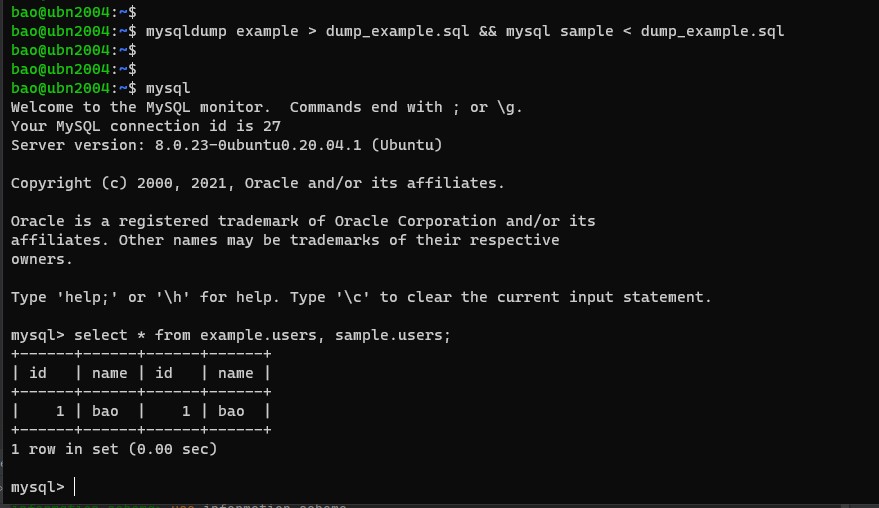 bao@ubn2004:~$
bao@ubn2004:~$ mysqldump example > dump_example.sql && mysql sample < dump_example.sql
bao@ubn2004:~$
bao@ubn2004:~$
bao@ubn2004:~$ mysql
Welcome to the MySQL monitor.  Commands end with ; or \g.
Your MySQL connection id is 27
Server version: 8.0.23-0ubuntu0.20.04.1 (Ubuntu)
Copyright (c) 2000, 2021, Oracle and/or its affiliates.
Oracle is a registered trademark of Oracle Corporation and/or its
affiliates. Other names may be trademarks of their respective
owners.
Type 'help;' or '\h' for help. Type '\c' to clear the current input statement.
mysql> select * from example.users, sample.users;
+------+------+------+------+
| id   | name | id   | name |
+------+------+------+------+
|    1 | bao  |    1 | bao  |
+------+------+------+------+
1 row in set (0.00 sec)
mysql>